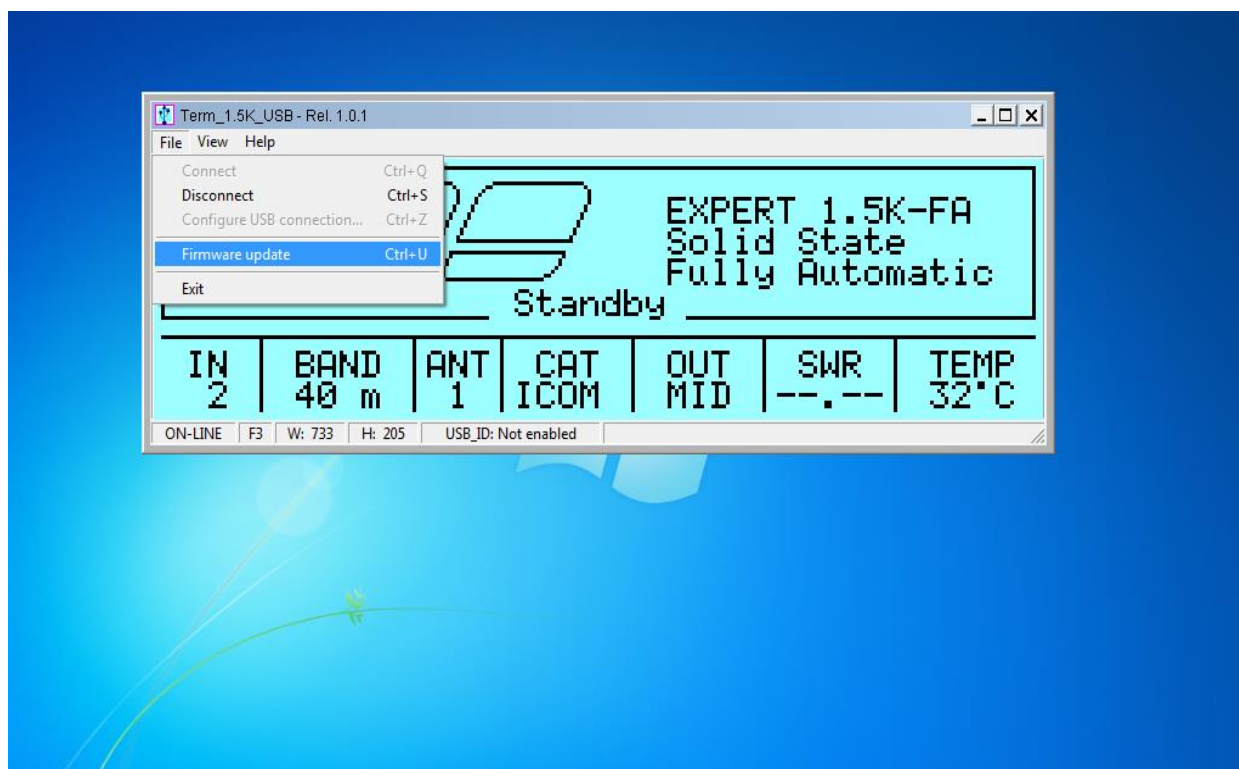 Term_1.5K_USB - Rel. 1.0.1
File View Help
Connect Ctrl+Q
Disconnect Ctrl+S
Configure USB connection... Ctrl+Z
Firmware update Ctrl+U
Exit
EXPERT 1.5K-FA
Solid State
Fully Automatic
Standby
IN BAND ANT CAT OUT SWR TEMP
2 40 m 1 ICOM MID --.-- 32°C
ON-LINE F3 W: 733 H: 205 USB_ID: Not enabled